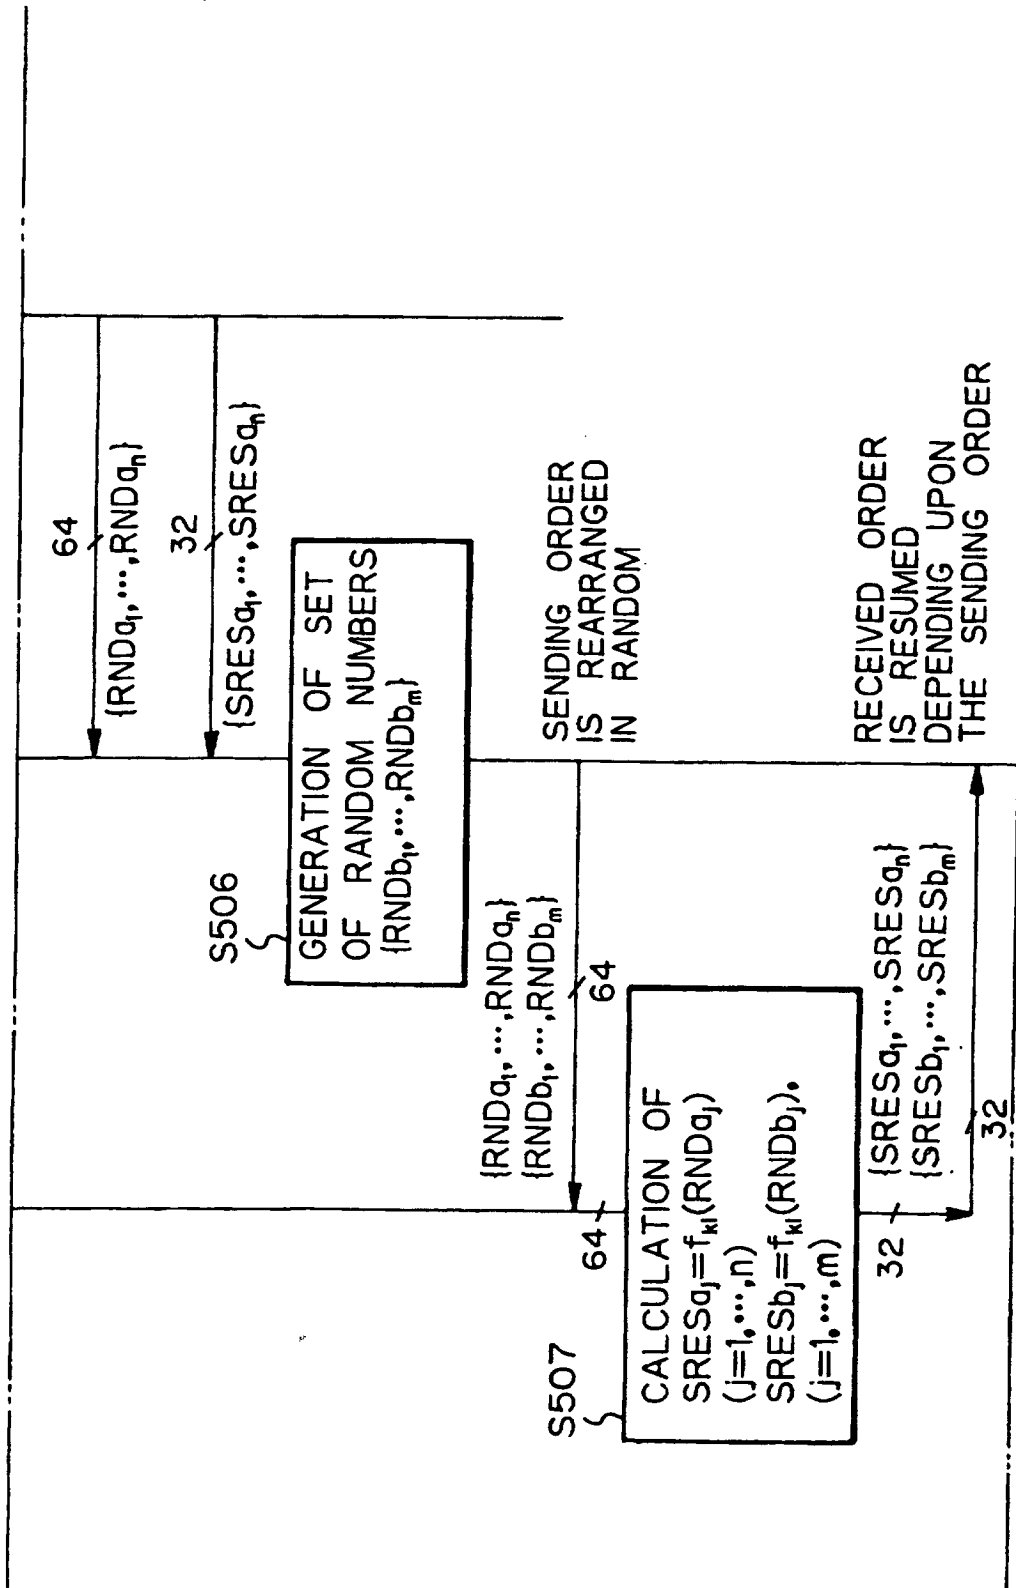 64
{RNDa₁,···,RNDaₙ}
32
{SRESa₁,···,SRESaₙ}
S506
GENERATION OF SET
OF RANDOM NUMBERS
{RNDb₁,···,RNDbₘ}
SENDING ORDER
IS REARRANGED
IN RANDOM
{RNDa₁,···,RNDaₙ}
{RNDb₁,···,RNDbₘ}
64
64
S507
CALCULATION OF
SRESaⱼ=fₖᵢ(RNDaⱼ)
(j=1,···,n)
SRESbⱼ=fₖᵢ(RNDbⱼ),
(j=1,···,m)
32
{SRESa₁,···,SRESaₙ}
{SRESb₁,···,SRESbₘ}
32
RECEIVED ORDER
IS RESUMED
DEPENDING UPON
THE SENDING ORDER